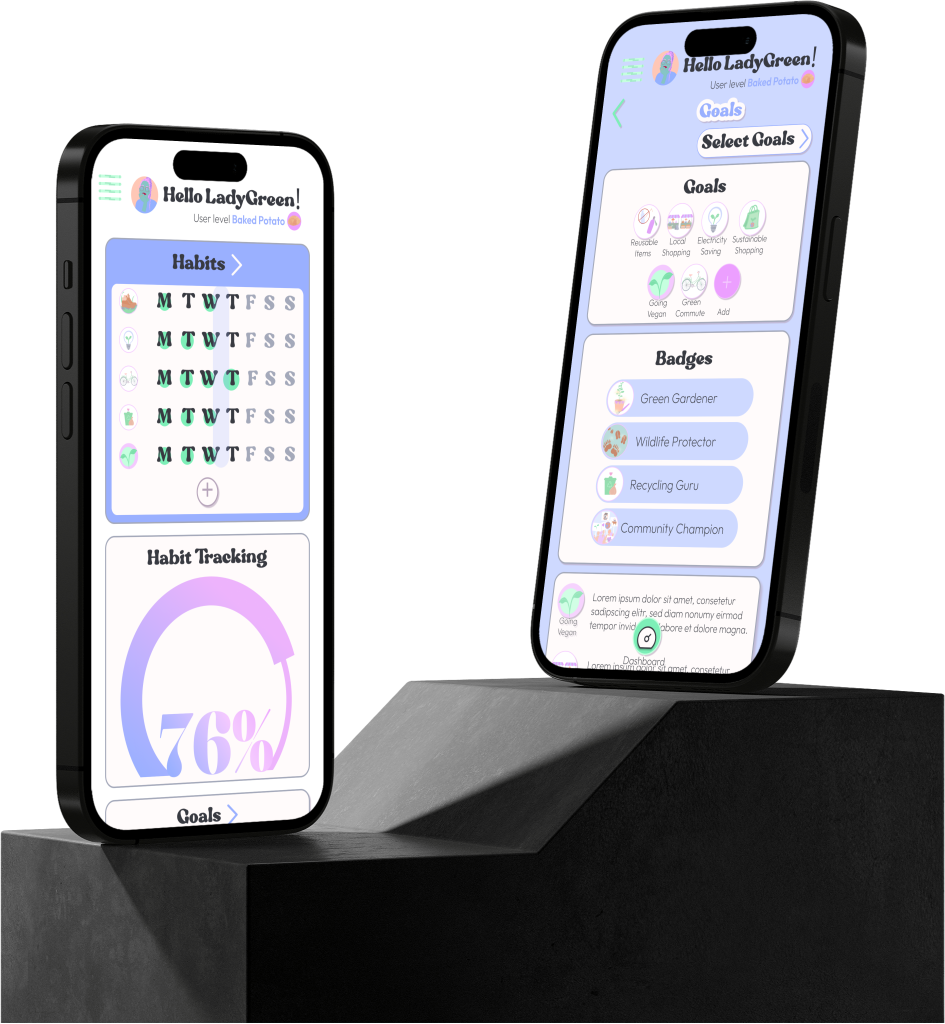 Hello LadyGreen!
User level Baked Potato
Habits
M T W T F S S
M T W T F S S
M T W T F S S
M T W T F S S
M T W T F S S
Habit Tracking
76%
Goals
Hello LadyGreen!
User level Baked Potato
Goals
Select Goals
Goals
Reusable Items
Local Shopping
Electricity Saving
Sustainable Shopping
Going Vegan
Green Commute
Add
Badges
Green Gardener
Wildlife Protector
Recycling Guru
Community Champion
Going Vegan
Lorem ipsum dolor sit amet, consetetur
sadipscing elitr, sed diam nonumy eirmod
tempor labore et dolore magna.
Dashboard
Lorem ipsum dolor sit amet, consetetur